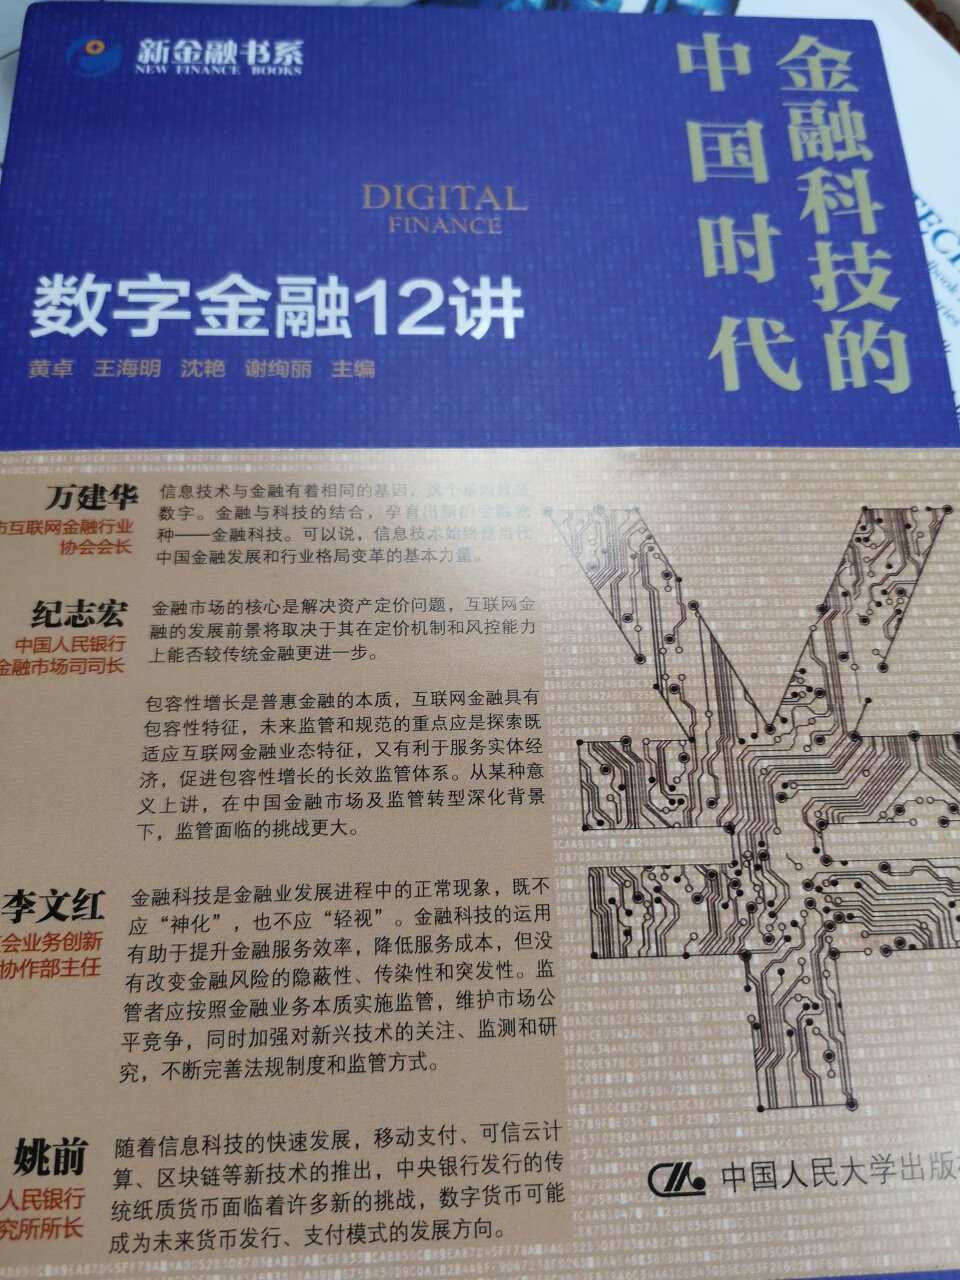 新金融书系
NEW FINANCE BOOKS
金融科技的
中国时代
DIGITAL
FINANCE
数字金融12讲
黄卓 王海明 沈艳 谢绚丽 主编
万建华
市互联网金融行业
协会会长
信息技术与金融有着相同的基因，这个基因就是
数字。金融与科技的结合，孕育出新的金融物
种——金融科技。可以说，信息技术始终是当代
中国金融发展和行业格局变革的基本力量。
纪志宏
中国人民银行
金融市场司司长
金融市场的核心是解决资产定价问题，互联网金
融的发展前景将取决于其在定价机制和风控能力
上能否较传统金融更进一步。
包容性增长是普惠金融的本质，互联网金融具有
包容性特征，未来监管和规范的重点应是探索既
适应互联网金融业态特征，又有利于服务实体经
济，促进包容性增长的长效监管体系。从某种意
义上讲，在中国金融市场及监管转型深化背景
下，监管面临的挑战更大。
李文红
会业务创新
协作部主任
金融科技是金融业发展进程中的正常现象，既不
应“神化”，也不应“轻视”。金融科技的运用
有助于提升金融服务效率，降低服务成本，但没
有改变金融风险的隐蔽性、传染性和突发性。监
管者应按照金融业务本质实施监管，维护市场公
平竞争，同时加强对新兴技术的关注、监测和研
究，不断完善法规制度和监管方式。
姚前
人民银行
究所所长
随着信息科技的快速发展，移动支付、可信云计
算、区块链等新技术的推出，中央银行发行的传
统纸质货币面临着许多新的挑战，数字货币可能
成为未来货币发行、支付模式的发展方向。
中国人民大学出版